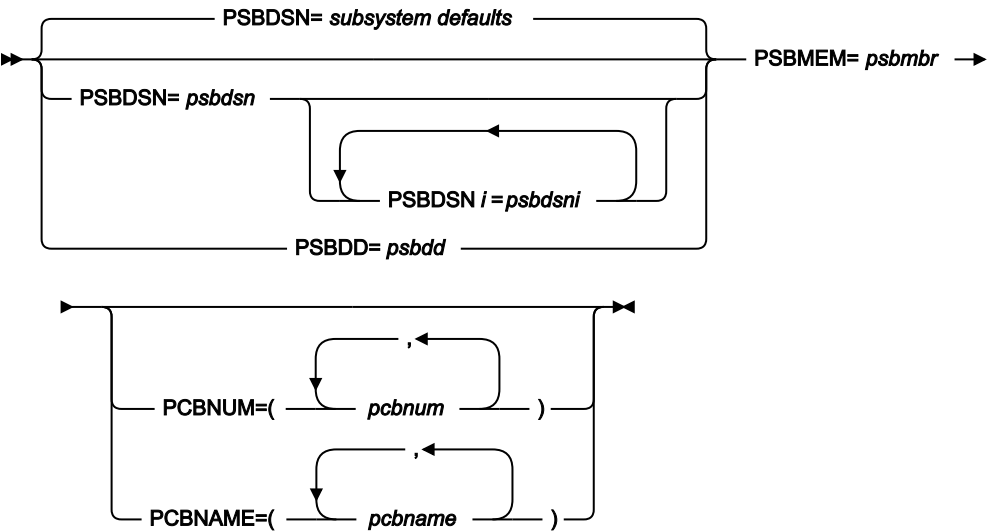 PSBDSN= subsystem defaults
PSBMEM= psbmbr
PSBDSN= psbdsn
PSBDSN i =psbdsni
PSBDD= psbdd
,
PCBNUM=( pcbnum )
,
PCBNAME=( pcbname )